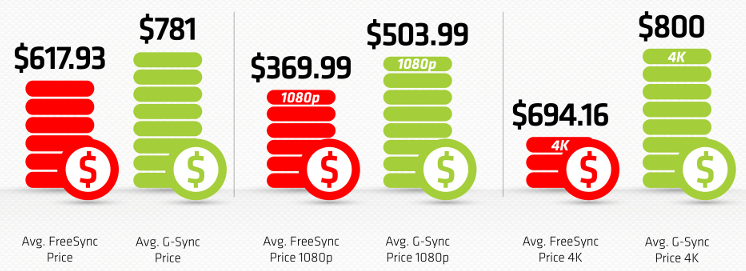 $617.93
$781
$369.99
$503.99
$694.16
$800
1080p
1080p
4K
4K
$
$
$
$
$
$
Avg. FreeSync
Price
Avg. G-Sync
Price
Avg. FreeSync
Price 1080p
Avg. G-Sync
Price 1080p
Avg. FreeSync
Price 4K
Avg. G-Sync
Price 4K